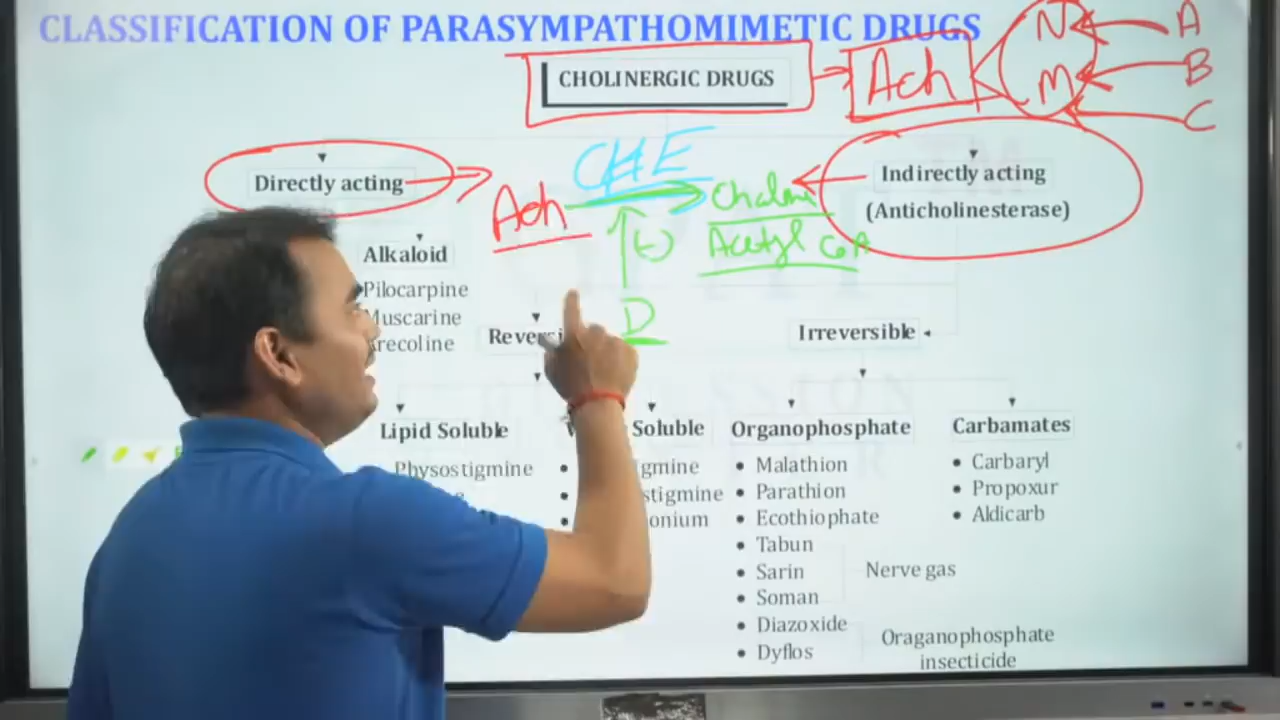 CLASSIFICATION OF PARASYMPATHOMIMETIC DRUGS
CHOLINERGIC DRUGS
Ach
N
M
A
B
C
Directly acting
Ach
CHE
Choline
Acetyl CoA
(-)
D
Indirectly acting
(Anticholinesterase)
Alkaloid
Pilocarpine
Muscarine
Arecoline
Irreversible
Lipid Soluble
Physostigmine
Soluble
Organophosphate
• Malathion
• Parathion
• Ecothiophate
• Tabun
• Sarin
• Soman
• Diazoxide
• Dyflos
Nerve gas
Oraganophosphate
insecticide
Carbamates
• Carbaryl
• Propoxur
• Aldicarb